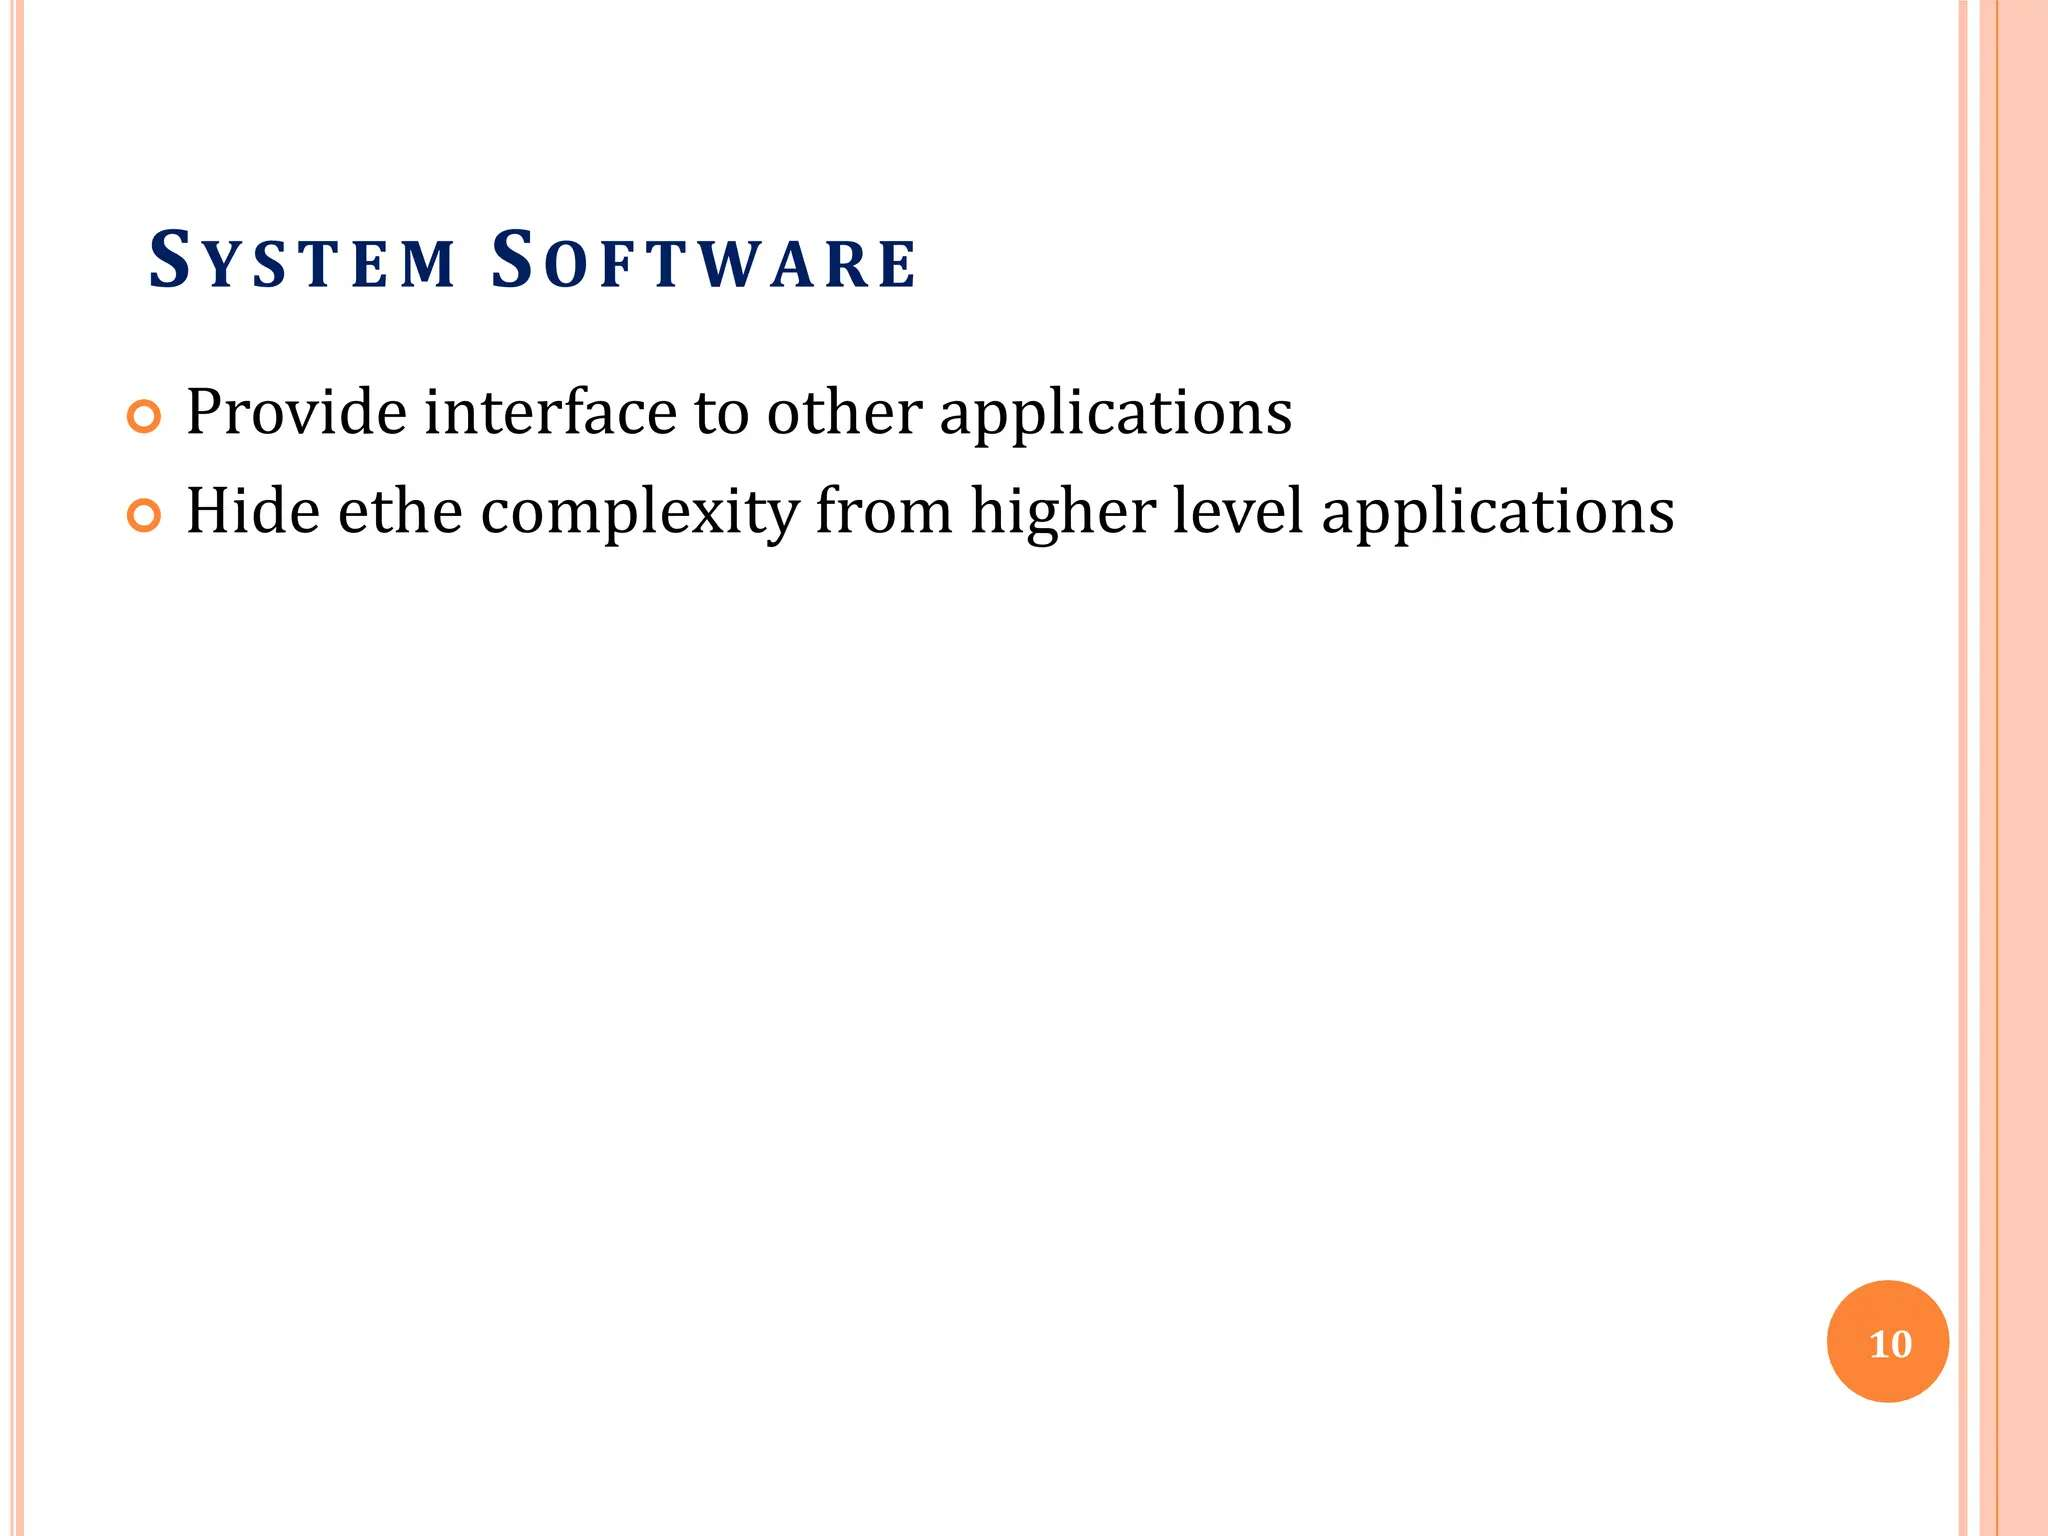 SYSTEM SOFTWARE
Provide interface to other applications
Hide ethe complexity from higher level applications
10